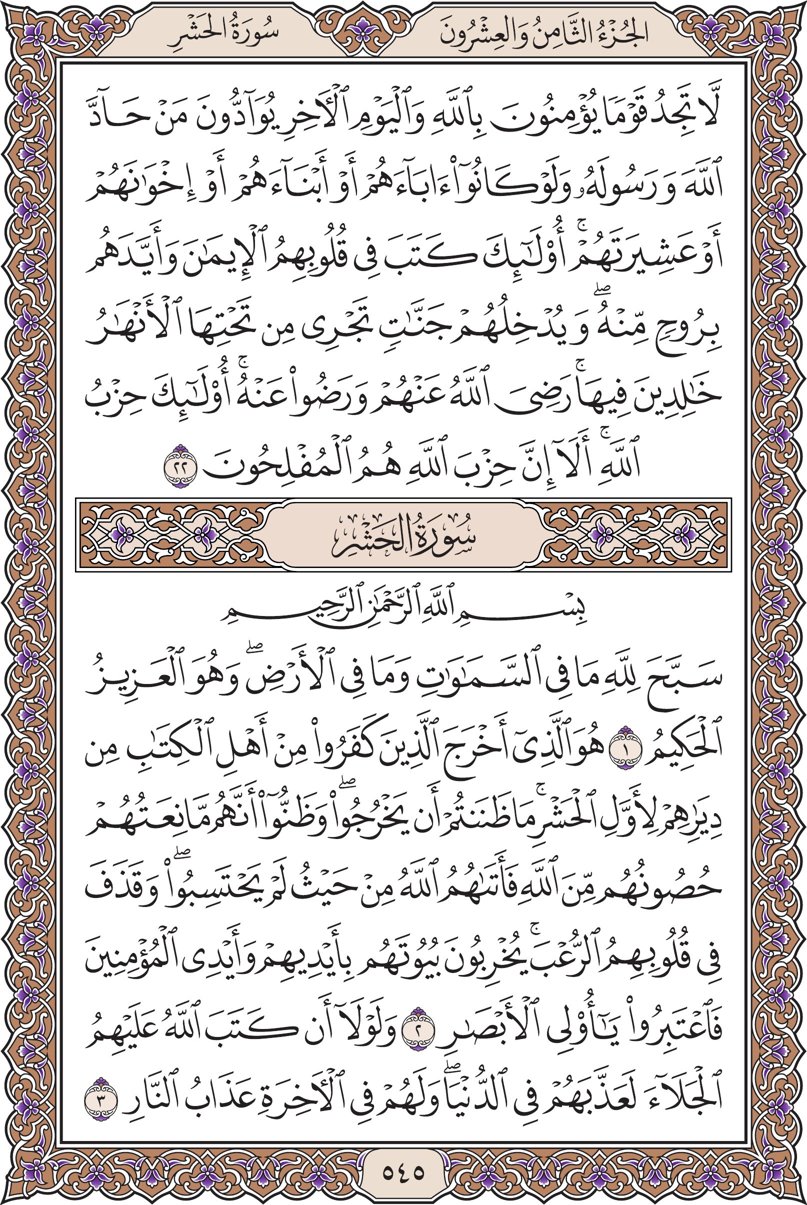 الجُزْءُ الثَّامِنُ وَالعِشْرُونَ
سُورَةُ الحَشْرِ
لَّا تَجِدُ قَوْمًا يُؤْمِنُونَ بِٱللَّهِ وَٱلْيَوْمِ ٱلْأٓخِرِ يُوَآدُّونَ مَنْ حَآدَّ
ٱللَّهَ وَرَسُولَهُۥ وَلَوْ كَانُوٓا۟ ءَابَآءَهُمْ أَوْ أَبْنَآءَهُمْ أَوْ إِخْوَٰنَهُمْ
أَوْ عَشِيرَتَهُمْ ۚ أُو۟لَـٰٓئِكَ كَتَبَ فِى قُلُوبِهِمُ ٱلْإِيمَـٰنَ وَأَيَّدَهُم
بِرُوحٍ مِّنْهُ ۖ وَيُدْخِلُهُمْ جَنَّـٰتٍ تَجْرِى مِن تَحْتِهَا ٱلْأَنْهَـٰرُ
خَـٰلِدِينَ فِيهَا ۚ رَضِىَ ٱللَّهُ عَنْهُمْ وَرَضُوا۟ عَنْهُ ۚ أُو۟لَـٰٓئِكَ حِزْبُ
ٱللَّهِ ۚ أَلَآ إِنَّ حِزْبَ ٱللَّهِ هُمُ ٱلْمُفْلِحُونَ ٢٢
سُورَةُ الحَشْرِ
بِسْمِ ٱللَّهِ ٱلرَّحْمَـٰنِ ٱلرَّحِيمِ
سَبَّحَ لِلَّهِ مَا فِى ٱلسَّمَـٰوَٰتِ وَمَا فِى ٱلْأَرْضِ ۖ وَهُوَ ٱلْعَزِيزُ
ٱلْحَكِيمُ ١ هُوَ ٱلَّذِىٓ أَخْرَجَ ٱلَّذِينَ كَفَرُوا۟ مِنْ أَهْلِ ٱلْكِتَـٰبِ مِن
دِيَـٰرِهِمْ لِأَوَّلِ ٱلْحَشْرِ ۚ مَا ظَنَنتُمْ أَن يَخْرُجُوا۟ ۖ وَظَنُّوٓا۟ أَنَّهُم مَّانِعَتُهُمْ
حُصُونُهُم مِّنَ ٱللَّهِ فَأَتَىٰهُمُ ٱللَّهُ مِنْ حَيْثُ لَمْ يَحْتَسِبُوا۟ ۖ وَقَذَفَ
فِى قُلُوبِهِمُ ٱلرُّعْبَ ۚ يُخْرِبُونَ بُيُوتَهُم بِأَيْدِيهِمْ وَأَيْدِى ٱلْمُؤْمِنِينَ
فَٱعْتَبِرُوا۟ يَـٰٓأُو۟لِى ٱلْأَبْصَـٰرِ ٢ وَلَوْلَآ أَن كَتَبَ ٱللَّهُ عَلَيْهِمُ
ٱلْجَلَآءَ لَعَذَّبَهُمْ فِى ٱلدُّنْيَا ۖ وَلَهُمْ فِى ٱلْأٓخِرَةِ عَذَابُ ٱلنَّارِ ٣
٥٤٥